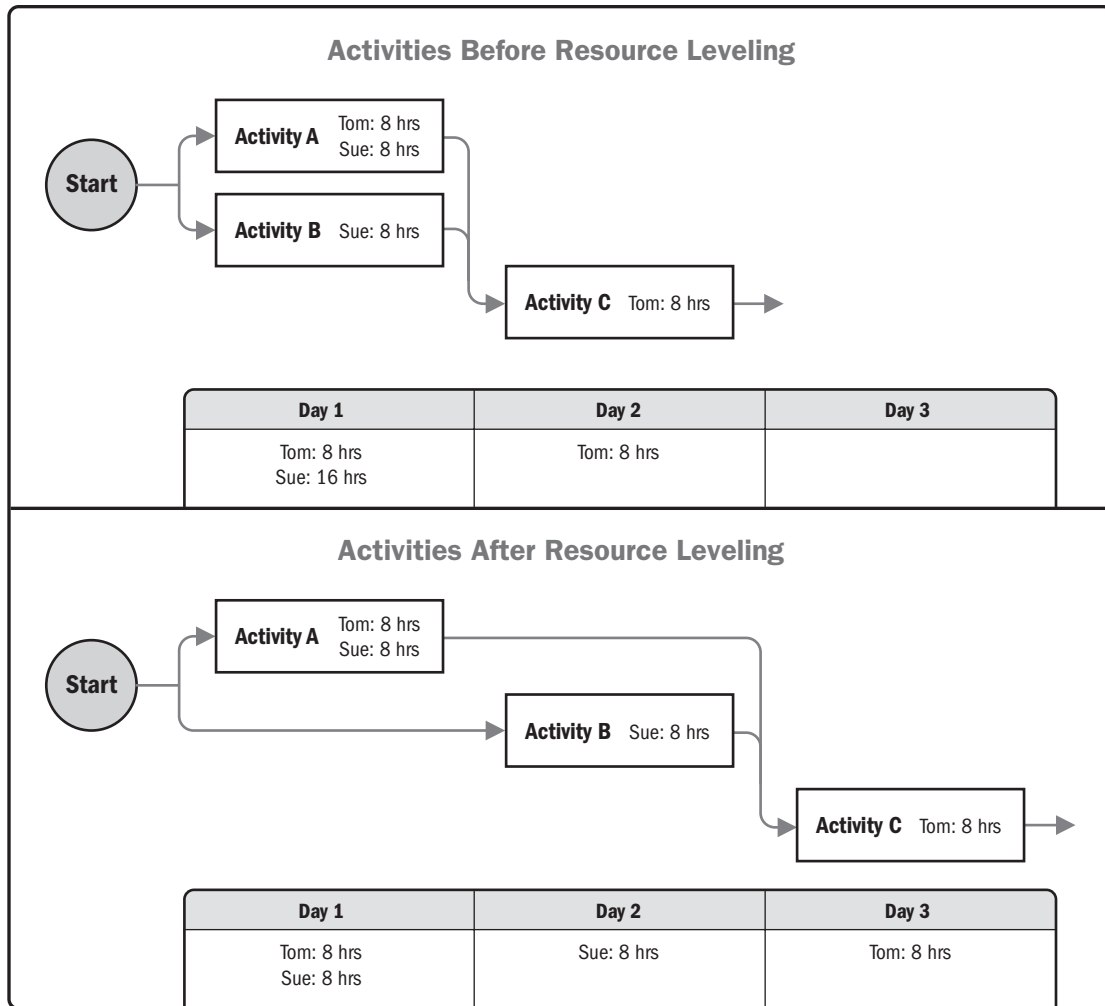 Activities Before Resource Leveling
Start
Activity A
Tom: 8 hrs
Sue: 8 hrs
Activity B Sue: 8 hrs
Activity C Tom: 8 hrs
Day 1 Day 2 Day 3
Tom: 8 hrs Tom: 8 hrs
Sue: 16 hrs
Activities After Resource Leveling
Start
Activity A
Tom: 8 hrs
Sue: 8 hrs
Activity B Sue: 8 hrs
Activity C Tom: 8 hrs
Day 1 Day 2 Day 3
Tom: 8 hrs Sue: 8 hrs Tom: 8 hrs
Sue: 8 hrs